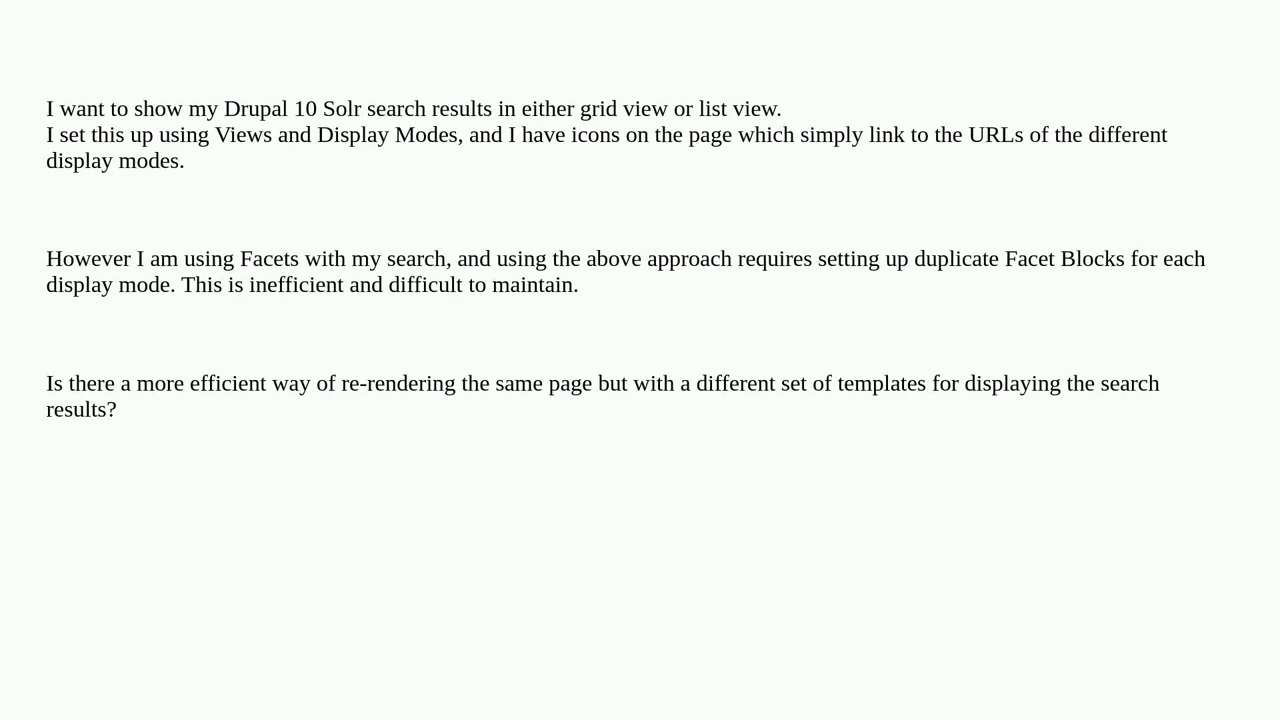 I want to show my Drupal 10 Solr search results in either grid view or list view.
I set this up using Views and Display Modes, and I have icons on the page which simply link to the URLs of the different
display modes.
However I am using Facets with my search, and using the above approach requires setting up duplicate Facet Blocks for each
display mode. This is inefficient and difficult to maintain.
Is there a more efficient way of re-rendering the same page but with a different set of templates for displaying the search
results?